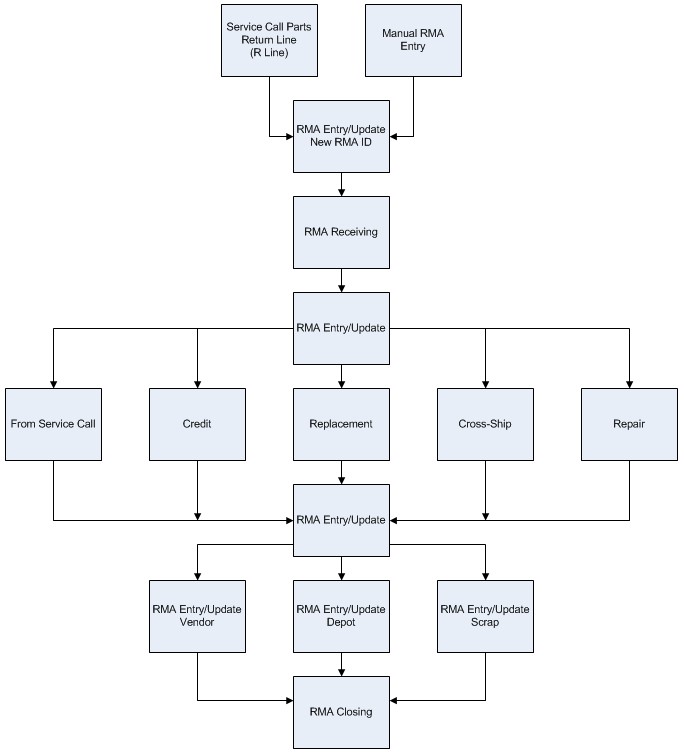 Service Call Parts
Return Line
(R Line)
Manual RMA
Entry
RMA Entry/Update
New RMA ID
RMA Receiving
RMA Entry/Update
From Service Call
Credit
Replacement
Cross-Ship
Repair
RMA Entry/Update
RMA Entry/Update
Vendor
RMA Entry/Update
Depot
RMA Entry/Update
Scrap
RMA Closing